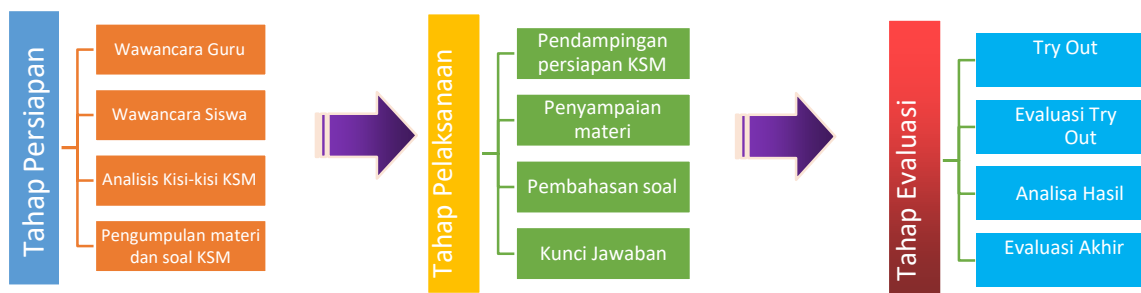 Tahap Persiapan
Wawancara Guru
Wawancara Siswa
Analisis Kisi-kisi KSM
Pengumpulan materi
dan soal KSM
Tahap Pelaksanaan
Pendampingan
persiapan KSM
Penyampaian
materi
Pembahasan soal
Kunci Jawaban
Tahap Evaluasi
Try Out
Evaluasi Try
Out
Analisa Hasil
Evaluasi Akhir